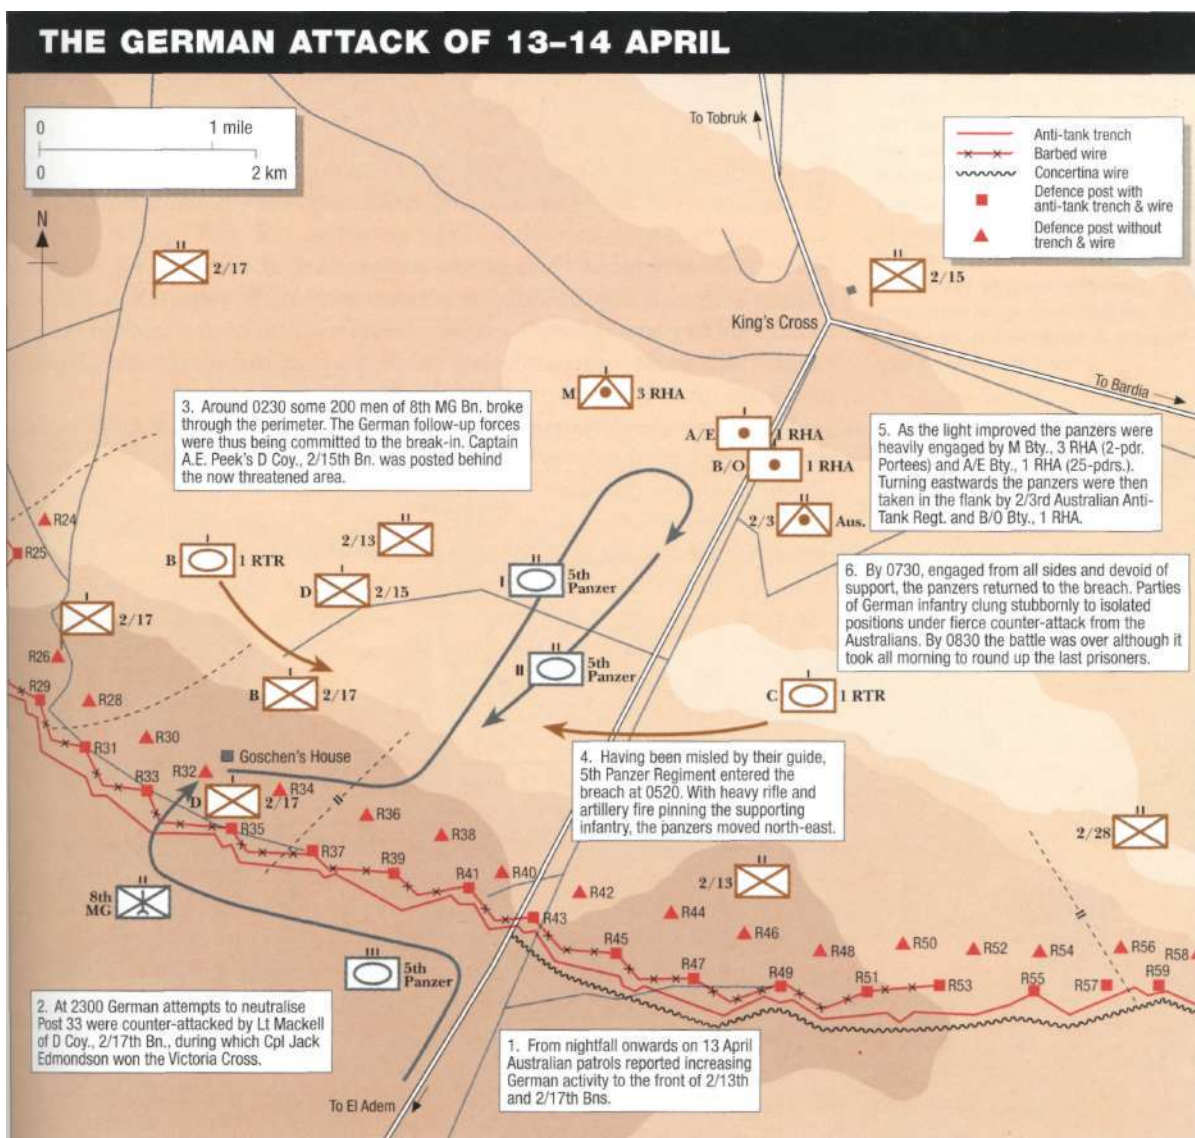 THE GERMAN ATTACK OF 13–14 APRIL
0 1 mile
0 2 km
N
To Tobruk
Anti-tank trench
Barbed wire
Concertina wire
Defence post with
anti-tank trench & wire
Defence post without
trench & wire
II
2/17
II
2/15
King's Cross
To Bardia
I
M 3 RHA
I
A/E 1 RHA
I
B/O 1 RHA
II
2/3 Aus.
3. Around 0230 some 200 men of 8th MG Bn. broke
through the perimeter. The German follow-up forces
were thus being committed to the break-in. Captain
A.E. Peek's D Coy., 2/15th Bn. was posted behind
the now threatened area.
5. As the light improved the panzers were
heavily engaged by M Bty., 3 RHA (2-pdr.
Portees) and A/E Bty., 1 RHA (25-pdrs.).
Turning eastwards the panzers were then
taken in the flank by 2/3rd Australian Anti-
Tank Regt. and B/O Bty., 1 RHA.
6. By 0730, engaged from all sides and devoid of
support, the panzers returned to the breach. Parties
of German infantry clung stubbornly to isolated
positions under fierce counter-attack from the
Australians. By 0830 the battle was over although it
took all morning to round up the last prisoners.
R24
R25
I
B 1 RTR
II
2/13
I
D 2/15
II
I 5th
Panzer
II
II 5th
Panzer
I
2/17
R26
R29
R28
I
B 2/17
I
C 1 RTR
R31
R30
Goschen's House
R32
R33
I
D 2/17
R34
II
R35
R36
R37
R38
R39
R40
R41
R42
R43
4. Having been misled by their guide,
5th Panzer Regiment entered the
breach at 0520. With heavy rifle and
artillery fire pinning the supporting
infantry, the panzers moved north-east.
II
2/28
II
2/13
II
R44
R45
R46
R47
R48
R49
R50
R51
R52
R53
R54
R55
R56
R57
R58
R59
II
8th
MG
III
5th
Panzer
2. At 2300 German attempts to neutralise
Post 33 were counter-attacked by Lt Mackell
of D Coy., 2/17th Bn., during which Cpl Jack
Edmondson won the Victoria Cross.
1. From nightfall onwards on 13 April
Australian patrols reported increasing
German activity to the front of 2/13th
and 2/17th Bns.
To El Adem